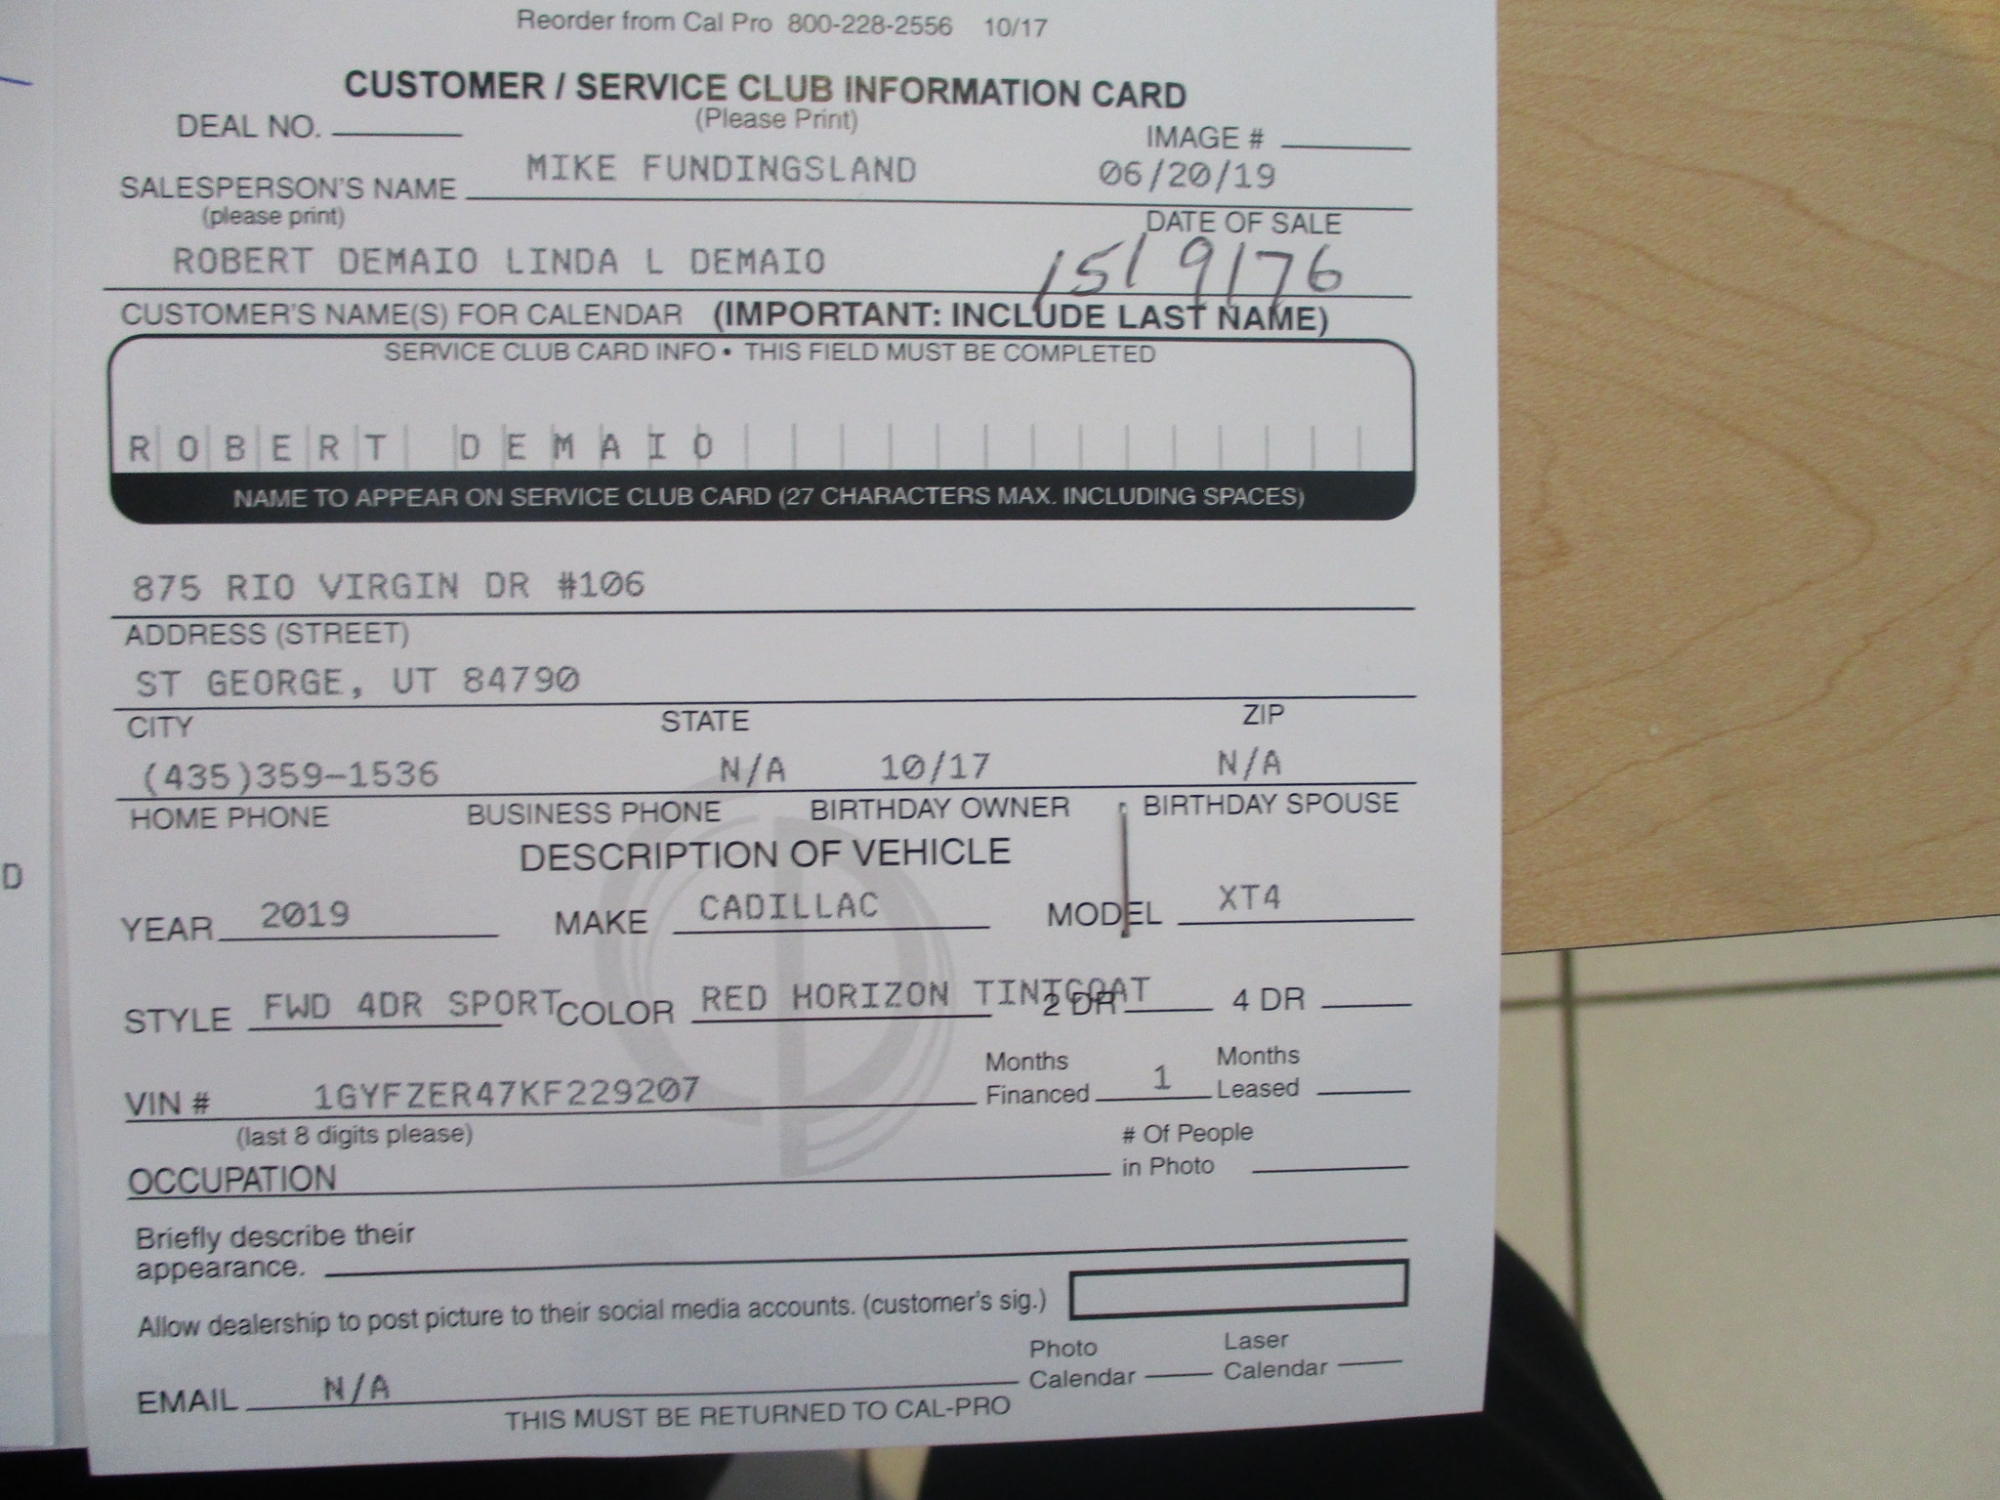 Reorder from Cal Pro 800-228-2556 10/17
CUSTOMER / SERVICE CLUB INFORMATION CARD
(Please Print)
DEAL NO.
IMAGE #
MIKE FUNDINGSLAND 06/20/19
SALESPERSON'S NAME
(please print)
DATE OF SALE
ROBERT DEMAIO LINDA L DEMAIO
CUSTOMER'S NAME(S) FOR CALENDAR (IMPORTANT: INCLUDE LAST NAME)
SERVICE CLUB CARD INFO • THIS FIELD MUST BE COMPLETED
ROBERT DEMAIO
NAME TO APPEAR ON SERVICE CLUB CARD (27 CHARACTERS MAX. INCLUDING SPACES)
875 RIO VIRGIN DR #106
ADDRESS (STREET)
ST GEORGE, UT 84790
CITY STATE ZIP
(435)359-1536 N/A 10/17 N/A
HOME PHONE BUSINESS PHONE BIRTHDAY OWNER BIRTHDAY SPOUSE
DESCRIPTION OF VEHICLE
YEAR 2019 MAKE CADILLAC MODEL XT4
STYLE FWD 4DR SPORT COLOR RED HORIZON TINTCOAT 2 DR 4 DR
VIN # 1GYFZER47KF229207 Months Financed 1 Months Leased
(last 8 digits please)
# Of People
in Photo
OCCUPATION
Briefly describe their
appearance.
Allow dealership to post picture to their social media accounts. (customer's sig.)
Photo Calendar Laser Calendar
EMAIL N/A
THIS MUST BE RETURNED TO CAL-PRO
D